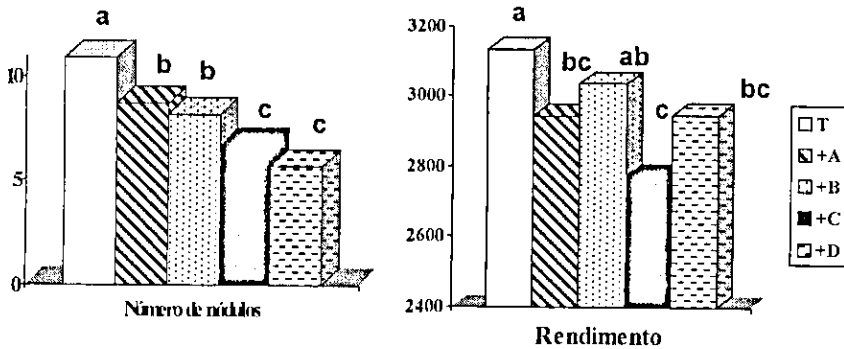 a
b
b
c
c
10
5
0
Número de nódulos
a
bc
ab
c
bc
3200
3000
2800
2600
2400
Rendimento
T
+A
+B
+C
+D